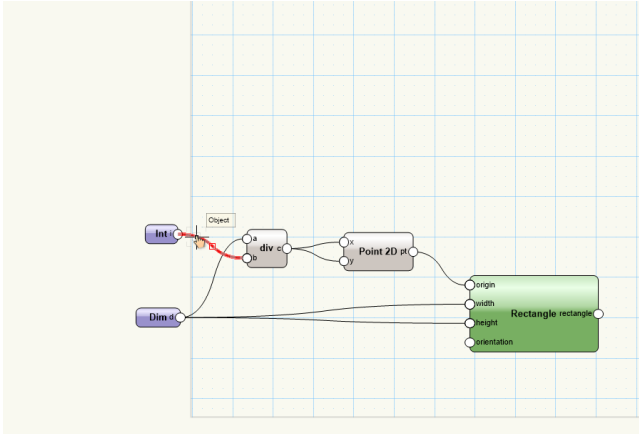 Object
Int i
a
div c
b
x
Point 2D pt
y
origin
width
Dim d
Rectangle rectangle
height
orientation